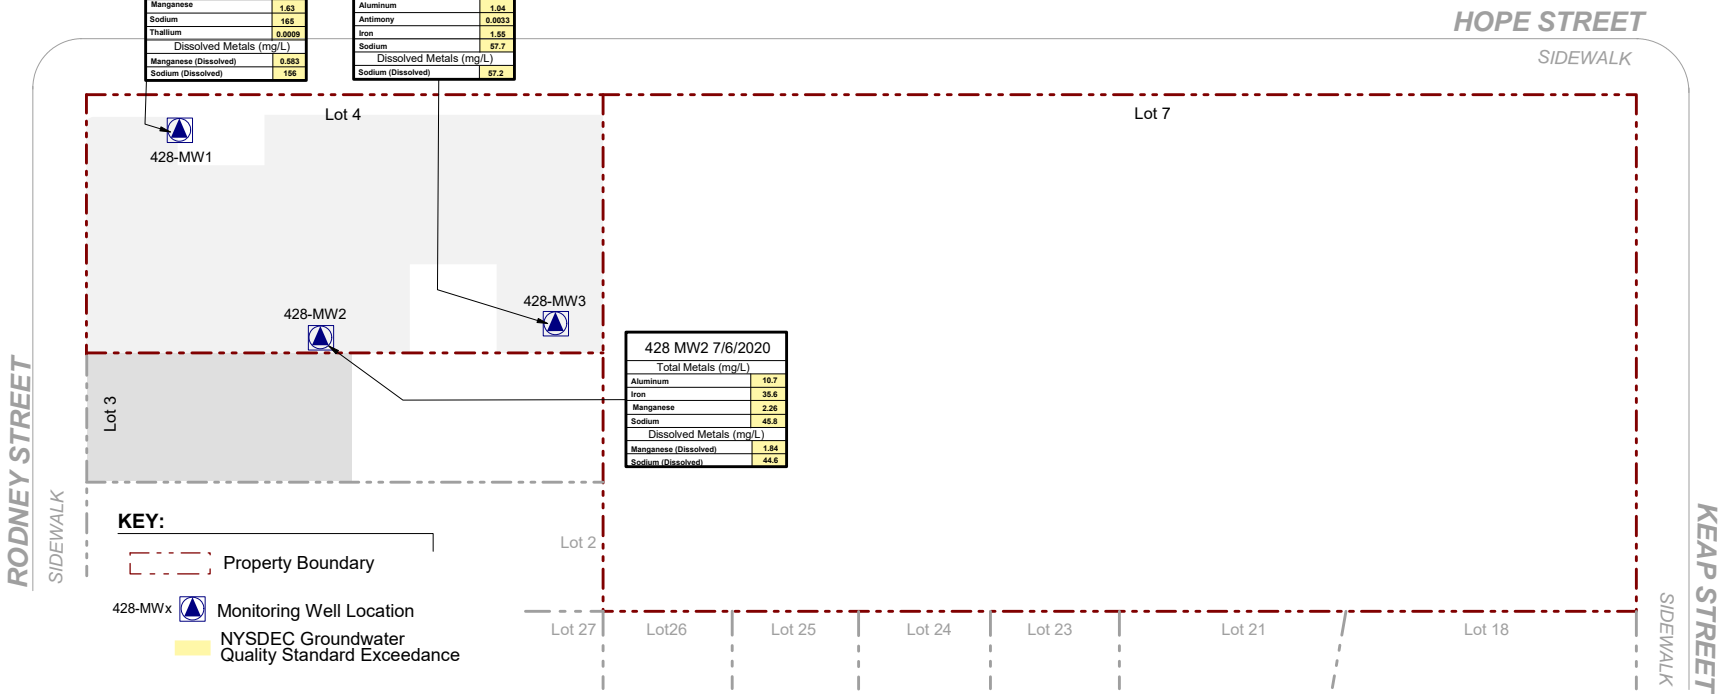 Manganese 1.63
Sodium 165
Thallium 0.0009
Dissolved Metals (mg/L)
Manganese (Dissolved) 0.583
Sodium (Dissolved) 156
Aluminum 1.04
Antimony 0.0033
Iron 1.55
Sodium 57.7
Dissolved Metals (mg/L)
Sodium (Dissolved) 57.2
HOPE STREET
SIDEWALK
Lot 4
Lot 7
428-MW1
428-MW2
428-MW3
428 MW2 7/6/2020
Total Metals (mg/L)
Aluminum 10.7
Iron 35.6
Manganese 2.26
Sodium 45.8
Dissolved Metals (mg/L)
Manganese (Dissolved) 1.84
Sodium (Dissolved) 44.6
Lot 3
RODNEY STREET
SIDEWALK
KEY:
Property Boundary
428-MWx Monitoring Well Location
NYSDEC Groundwater
Quality Standard Exceedance
Lot 2
Lot 27
Lot26
Lot 25
Lot 24
Lot 23
Lot 21
Lot 18
SIDEWALK
KEAP STREET